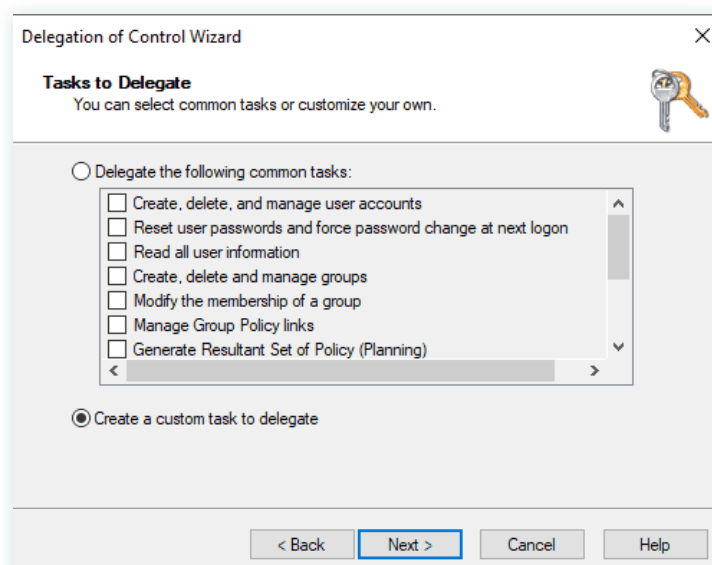 Delegation of Control Wizard
Tasks to Delegate
You can select common tasks or customize your own.
Delegate the following common tasks:
Create, delete, and manage user accounts
Reset user passwords and force password change at next logon
Read all user information
Create, delete and manage groups
Modify the membership of a group
Manage Group Policy links
Generate Resultant Set of Policy (Planning)
Create a custom task to delegate
< Back Next > Cancel Help